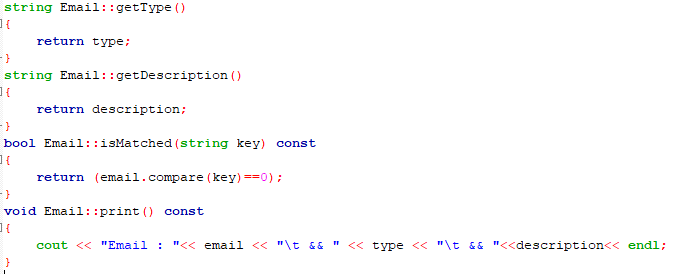 string Email::getType()
{
    return type;
}
string Email::getDescription()
{
    return description;
}
bool Email::isMatched(string key) const
{
    return (email.compare(key)==0);
}
void Email::print() const
{
    cout << "Email : "<< email << "\t && " << type << "\t && "<<description<< endl;
}